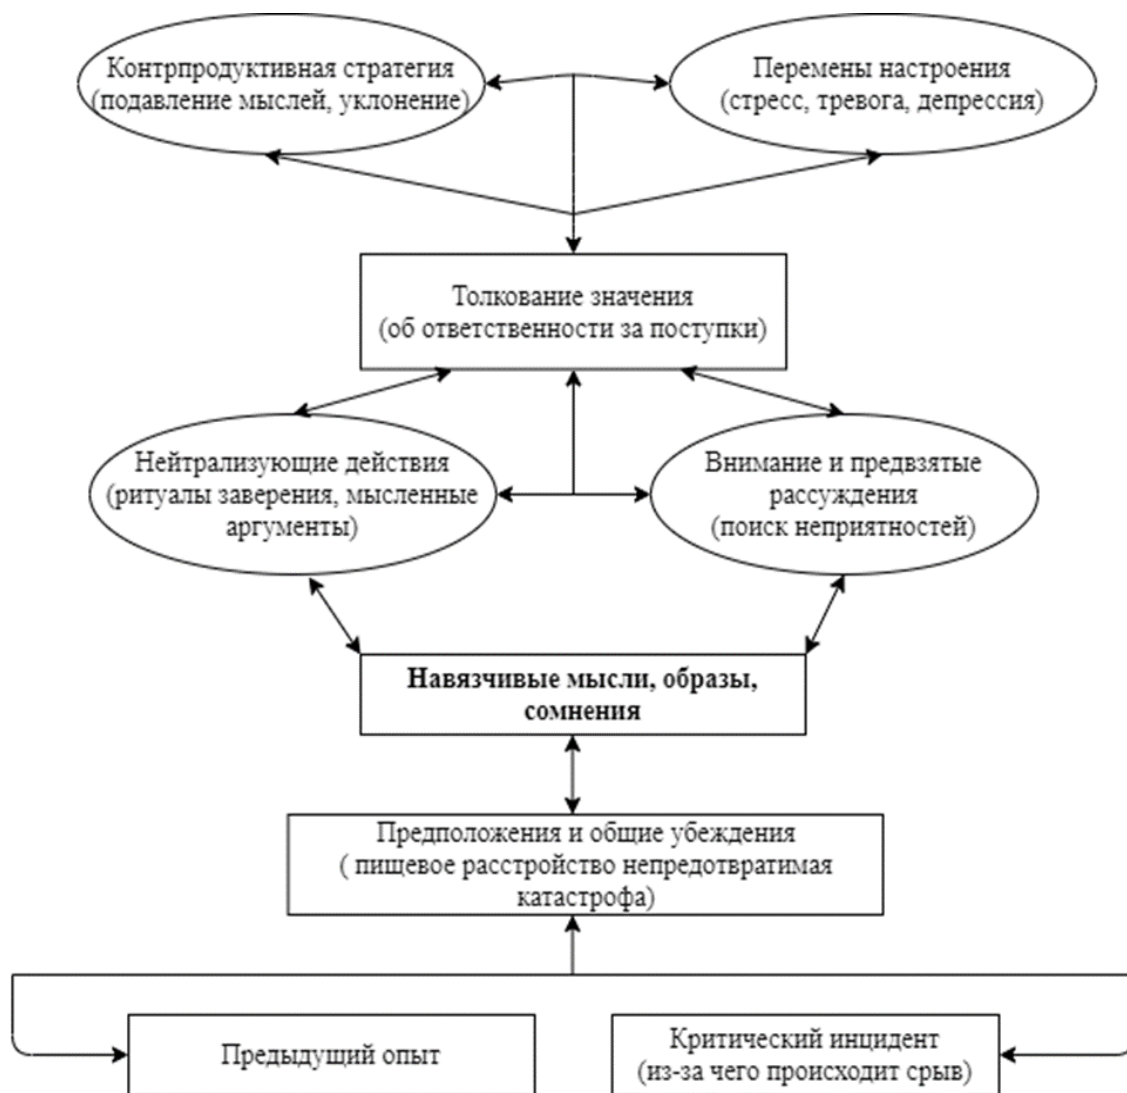 Контрпродуктивная стратегия
(подавление мыслей, уклонение)
Перемены настроения
(стресс, тревога, депрессия)
Толкование значения
(об ответственности за поступки)
Нейтрализующие действия
(ритуалы заверения, мысленные
аргументы)
Внимание и предвзятые
рассуждения
(поиск неприятностей)
Навязчивые мысли, образы,
сомнения
Предположения и общие убеждения
( пищевое расстройство непредотвратимая
катастрофа)
Предыдущий опыт
Критический инцидент
(из-за чего происходит срыв)